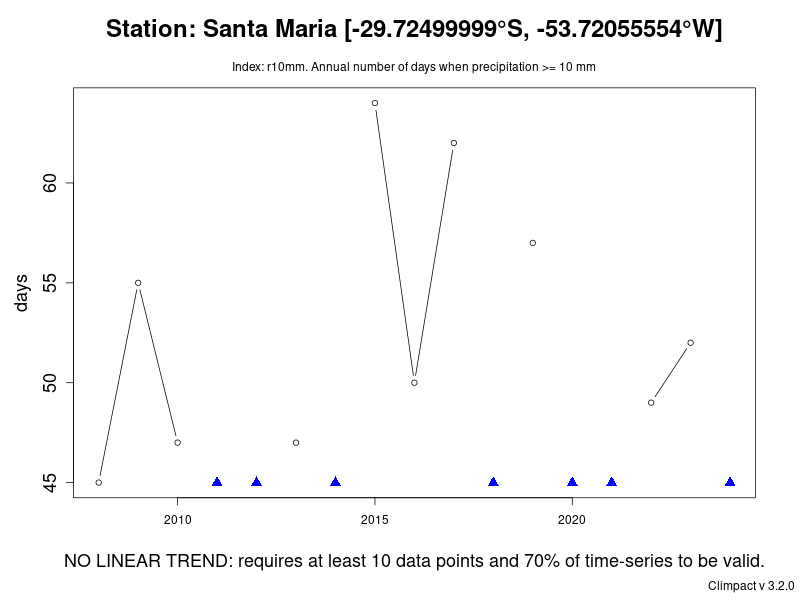 Station: Santa Maria [-29.72499999°S, -53.72055554°W]
Index: r10mm. Annual number of days when precipitation >= 10 mm
60
55
50
45
days
2010
2015
2020
NO LINEAR TREND: requires at least 10 data points and 70% of time-series to be valid.
Climpact v 3.2.0